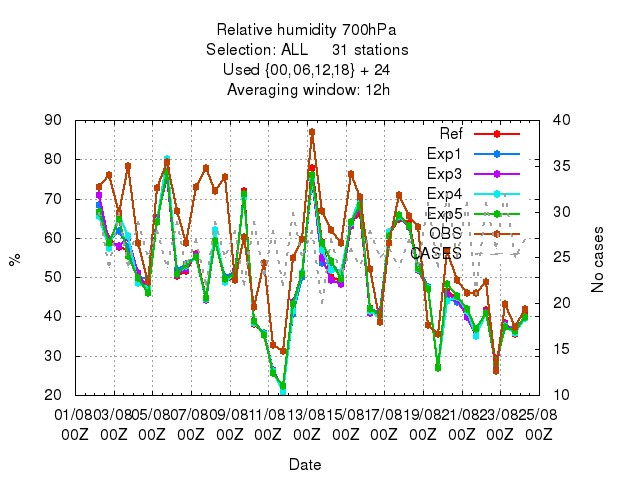 Relative humidity 700hPa
Selection: ALL     31 stations
Used {00,06,12,18} + 24
Averaging window: 12h
90 40
Ref
80 35
Exp1
Exp3
70
Exp4
30
60
Exp5
OBS
25
50
CASES
20
40
15
30
20 10
% No cases
01/08 03/08 05/08 07/08 09/08 11/08 13/08 15/08 17/08 19/08 21/08 23/08 25/08
00Z 00Z 00Z 00Z 00Z 00Z 00Z 00Z 00Z 00Z 00Z 00Z 00Z
Date